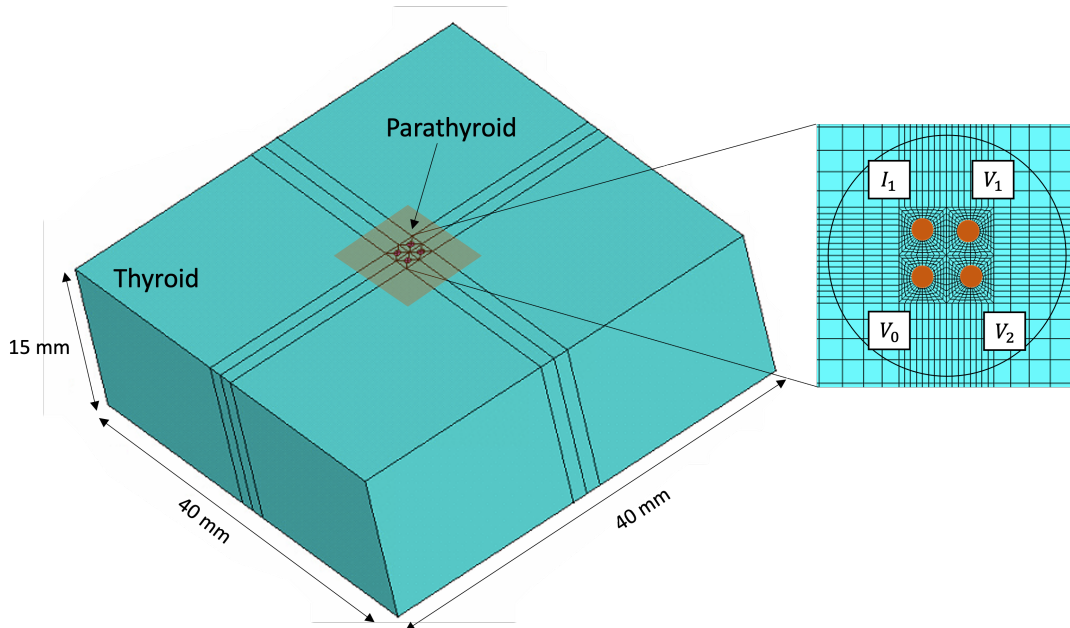 Parathyroid
Thyroid
15 mm
40 mm
40 mm
I₁
V₁
V₀
V₂